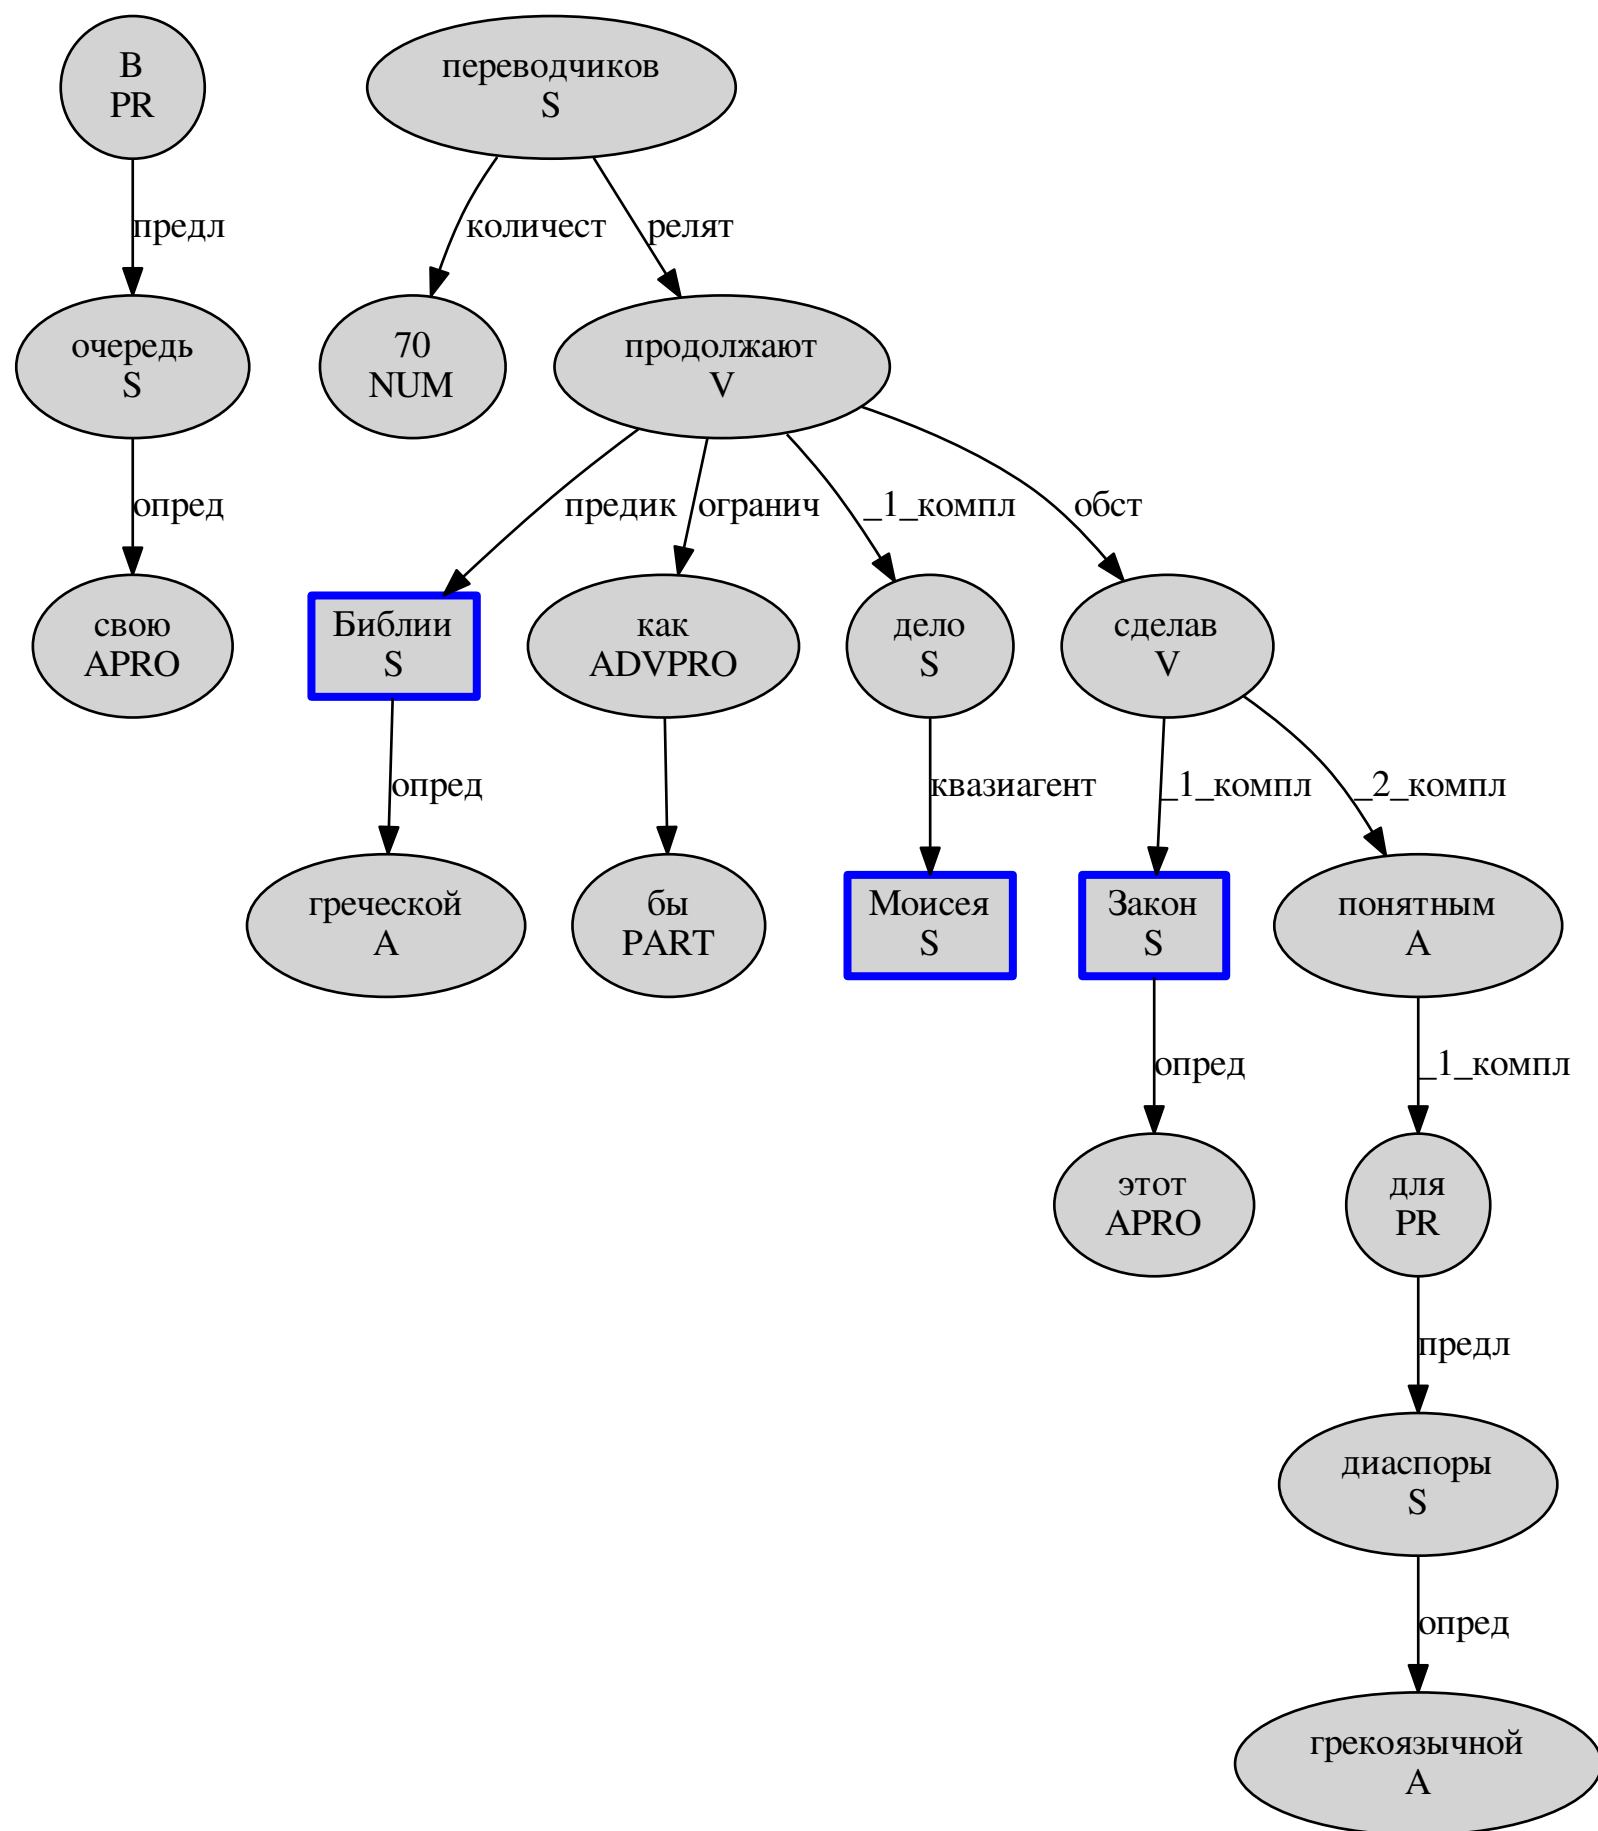 В
PR
переводчиков
S
предл
количест
релят
очередь
S
70
NUM
продолжают
V
опред
предик
огранич
_1_компл
обст
свою
APRO
Библии
S
как
ADVPRO
дело
S
сделав
V
опред
квазиагент
_1_компл
_2_компл
греческой
A
бы
PART
Моисея
S
Закон
S
понятным
A
опред
_1_компл
этот
APRO
для
PR
предл
диаспоры
S
опред
грекоязычной
A